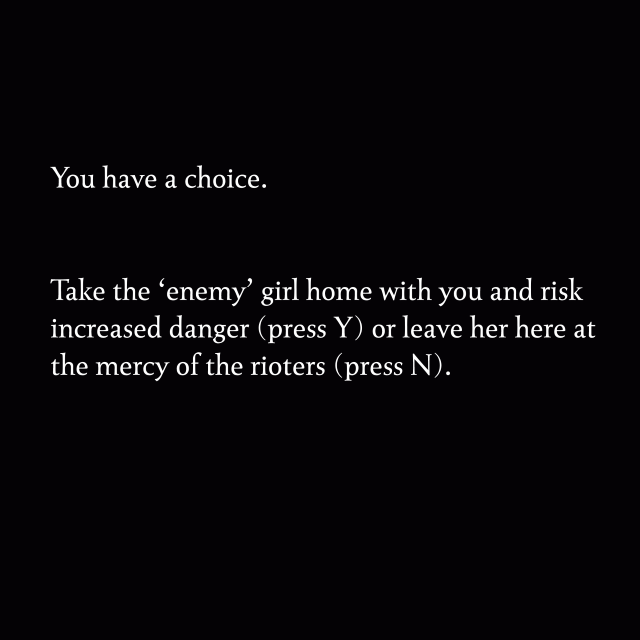 You have a choice.
Take the ‘enemy’ girl home with you and risk
increased danger (press Y) or leave her here at
the mercy of the rioters (press N).